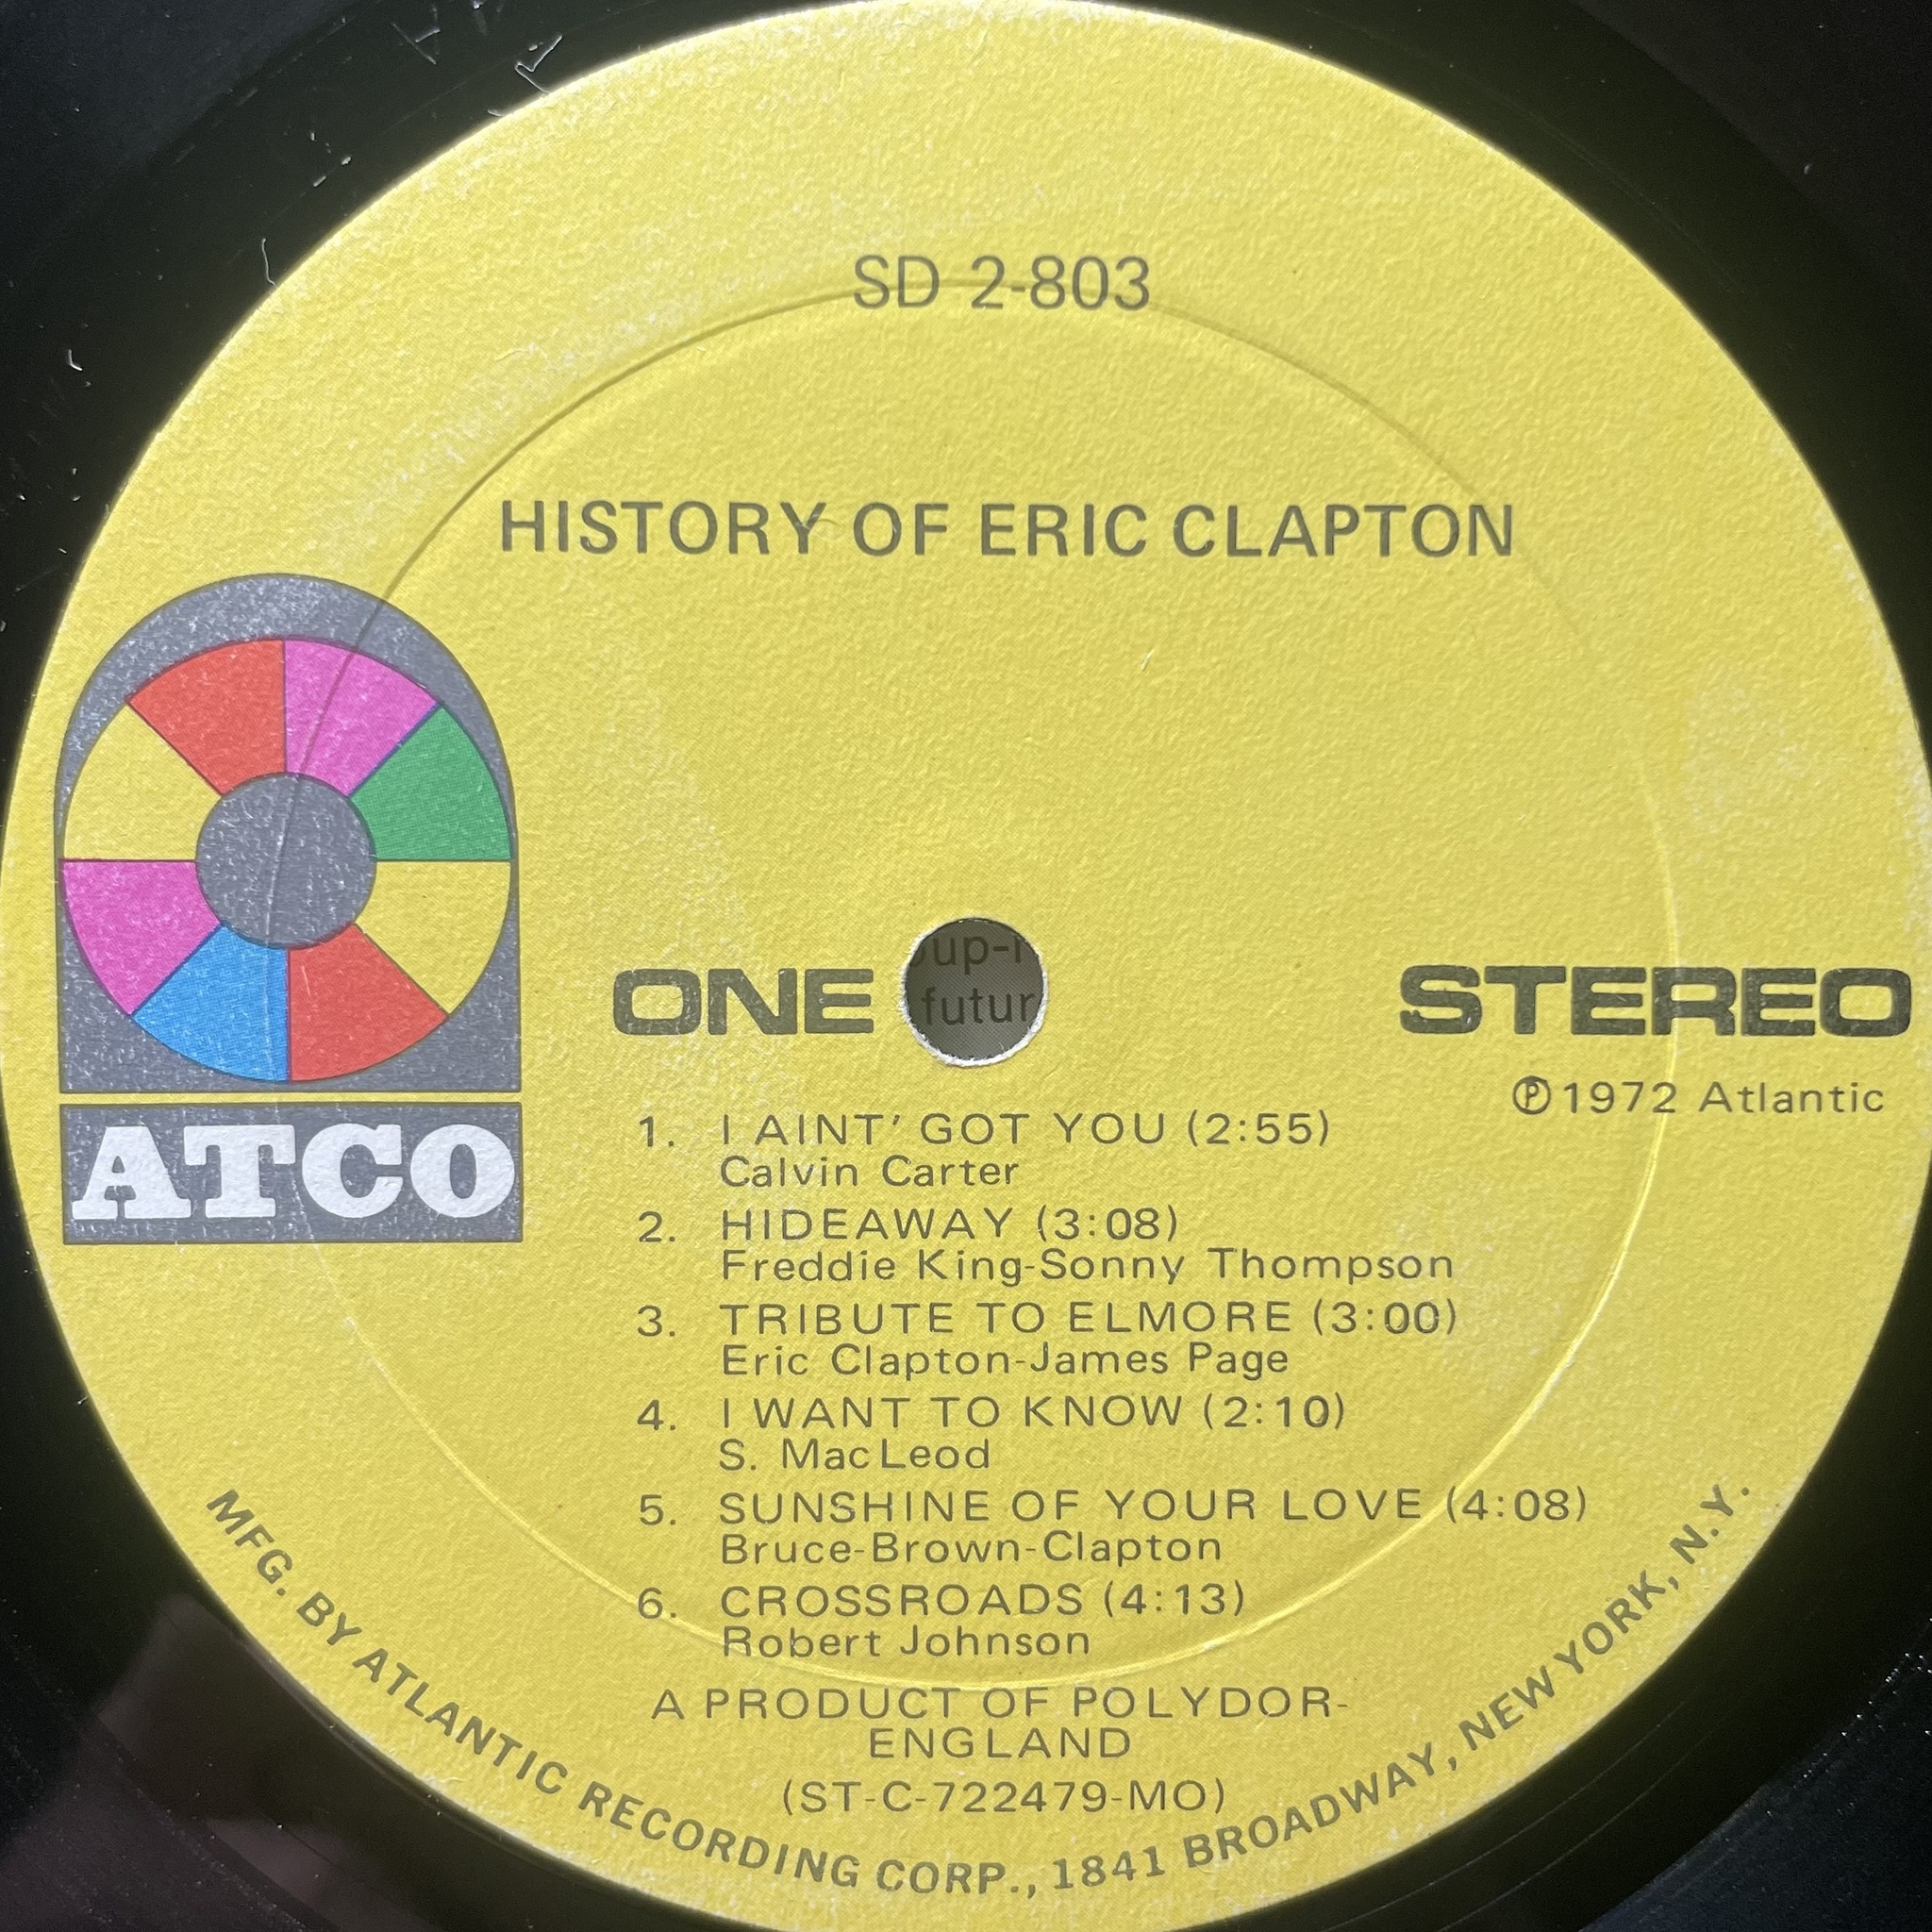 SD 2-803
HISTORY OF ERIC CLAPTON
ATCO
ONE
futur
STEREO
℗1972 Atlantic
1. I AINT' GOT YOU (2:55)
Calvin Carter
2. HIDEAWAY (3:08)
Freddie King-Sonny Thompson
3. TRIBUTE TO ELMORE (3:00)
Eric Clapton-James Page
4. I WANT TO KNOW (2:10)
S. MacLeod
5. SUNSHINE OF YOUR LOVE (4:08)
Bruce-Brown-Clapton
6. CROSSROADS (4:13)
Robert Johnson
A PRODUCT OF POLYDOR-
ENGLAND
(ST-C-722479-MO)
MFG. BY ATLANTIC RECORDING CORP., 1841 BROADWAY, NEW YORK, N.Y.